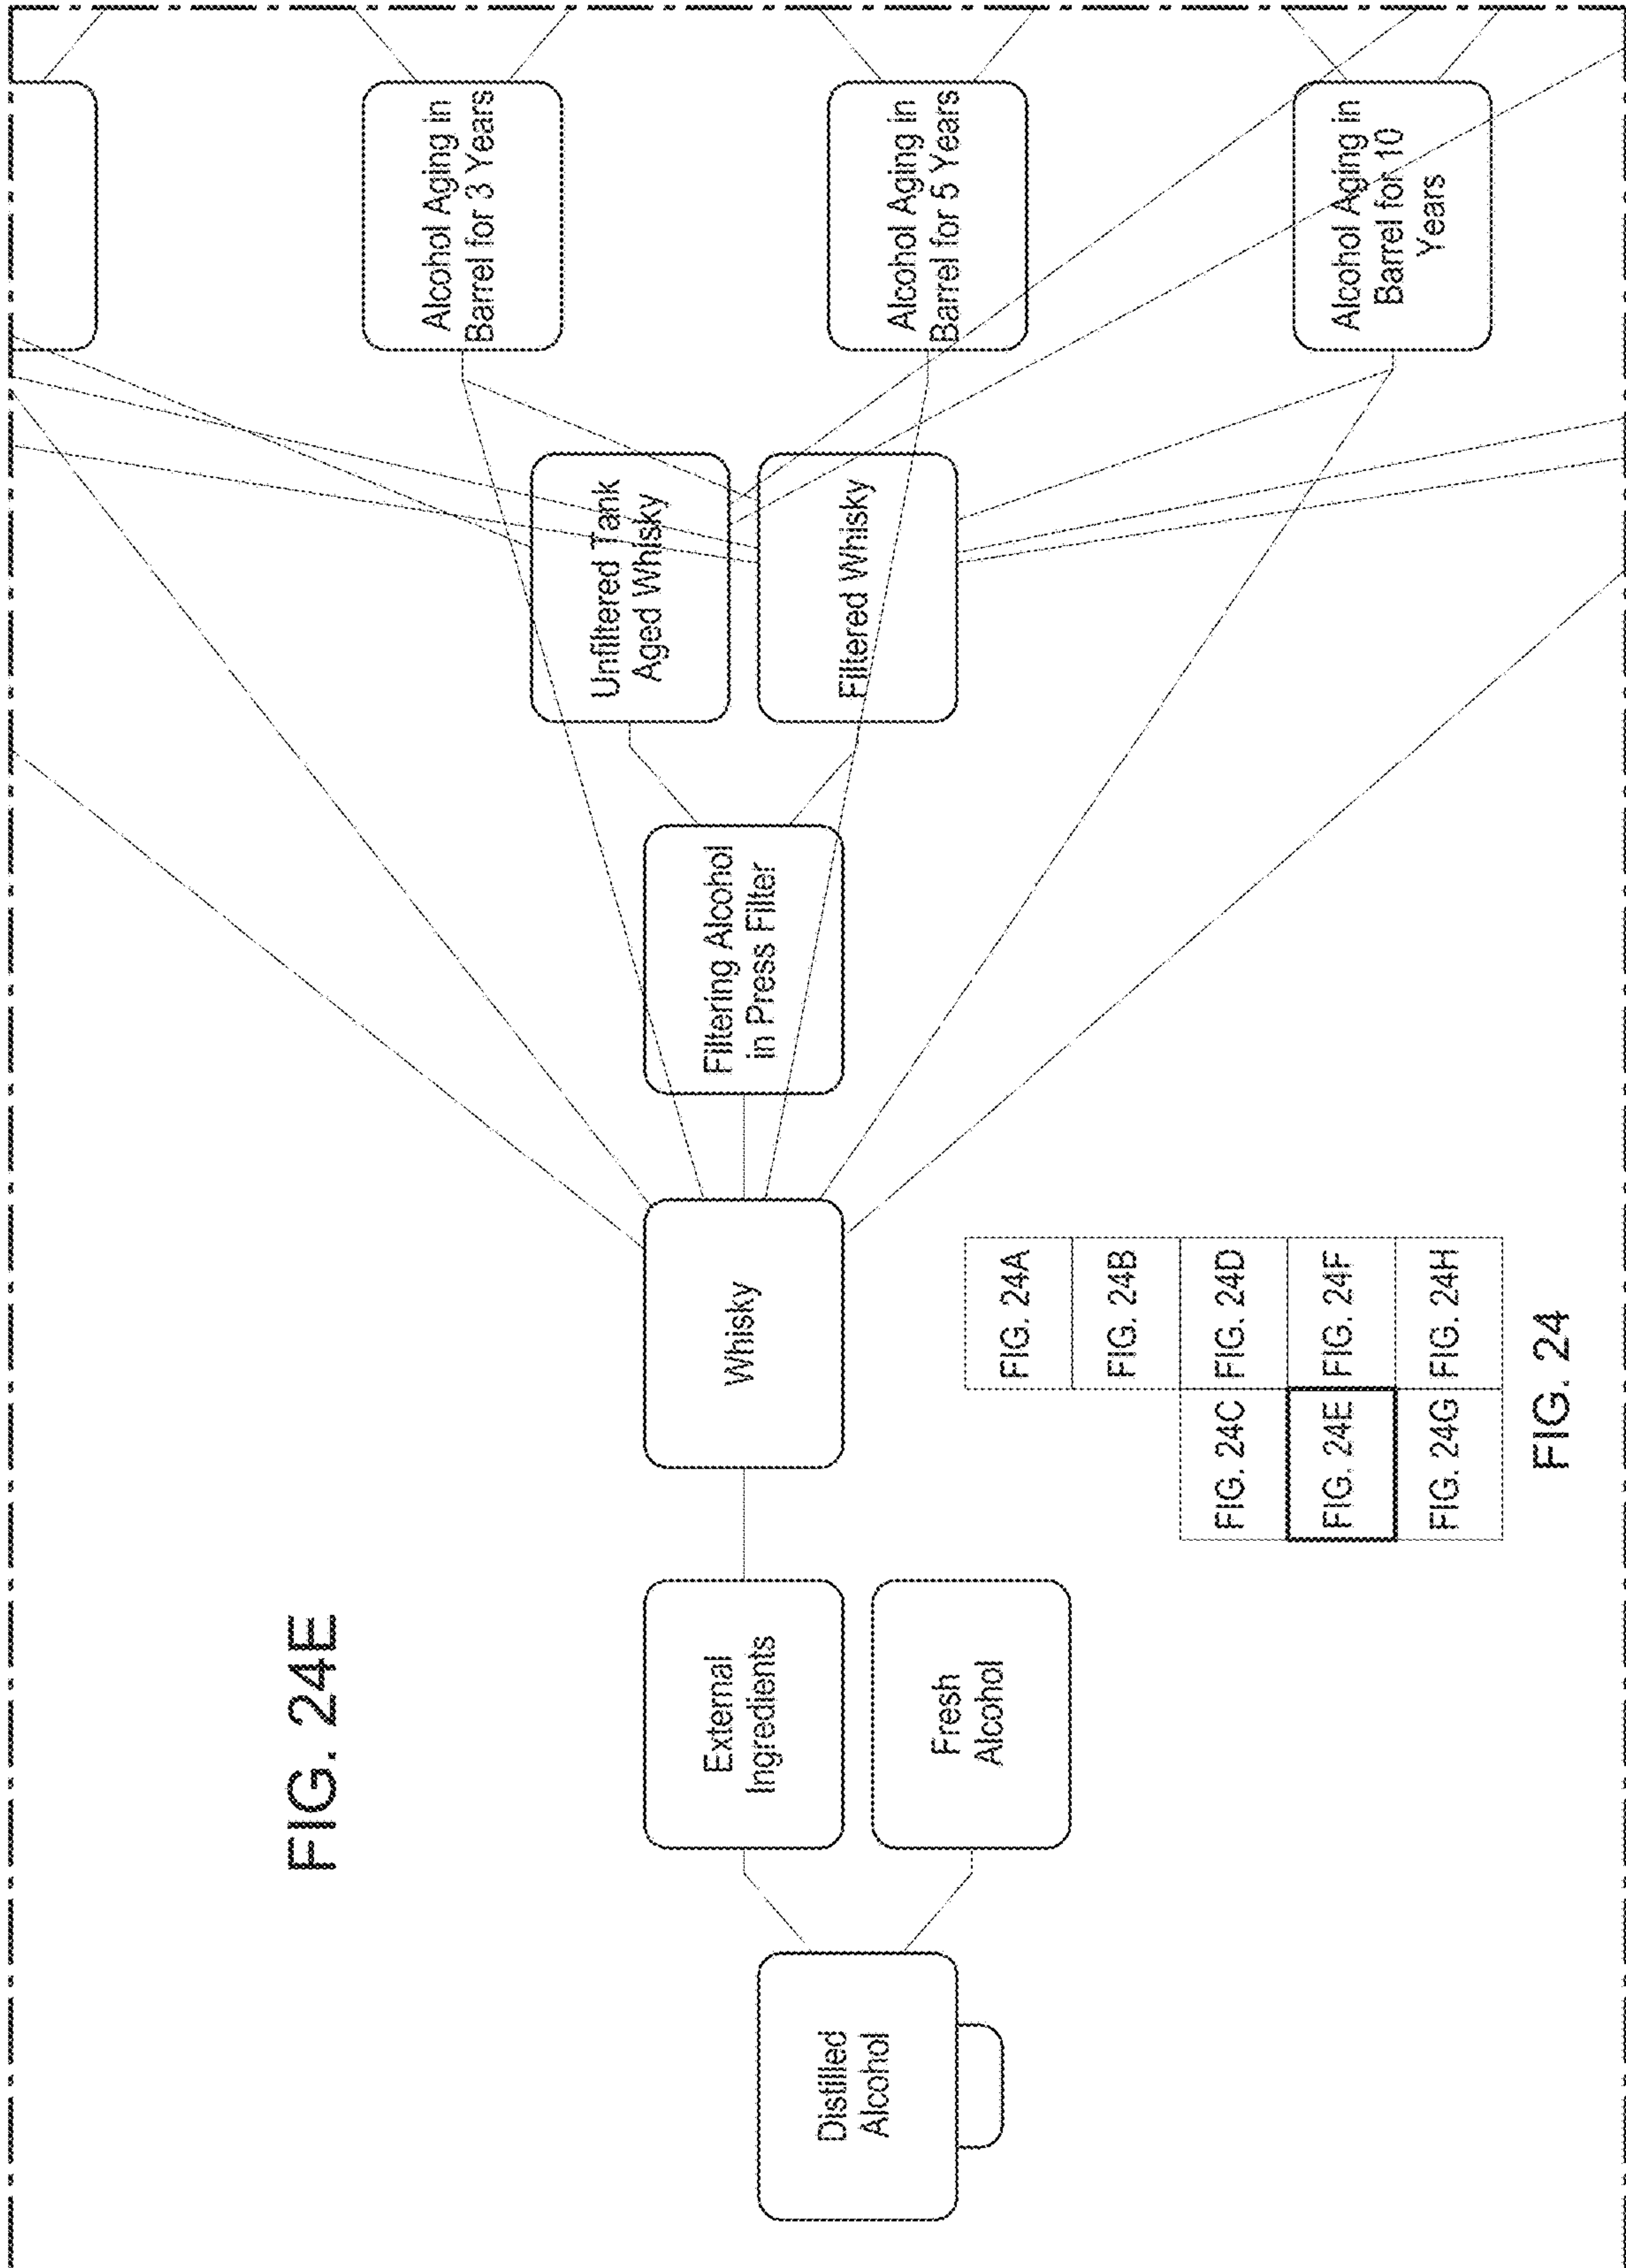 FIG. 24E
Distilled
Alcohol
External
Ingredients
Fresh
Alcohol
Whisky
Filtering Alcohol
in Press Filter
Unfiltered Tank
Aged Whisky
Filtered Whisky
Alcohol Aging in
Barrel for 3 Years
Alcohol Aging in
Barrel for 5 Years
Alcohol Aging in
Barrel for 10
Years
FIG. 24A
FIG. 24B
FIG. 24C FIG. 24D
FIG. 24E FIG. 24F
FIG. 24G FIG. 24H
FIG. 24